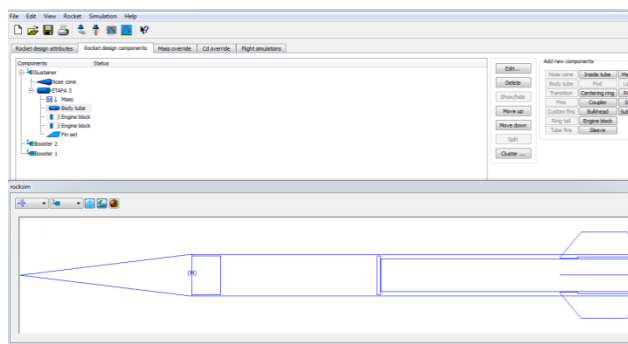 File Edit View Rocket Simulation Help
Rocket design attributes Rocket design components Mass override Cd override Flight simulations
Components Status
Sustainer
Nose cone
ETAPA 3
Mass
Body tube
Engine block
Engine block
Fin set
Booster 2
Booster 1
Edit...
Delete
Show/hide
Move up
Move down
Split
Cluster ...
Add new components
Nose cone Inside tube
Body tube Pod
Transition Centering ring
Fins Coupler
Custom fins Bulkhead
Ring tail Engine block
Tube fins Sleeve
rocksim
(M)